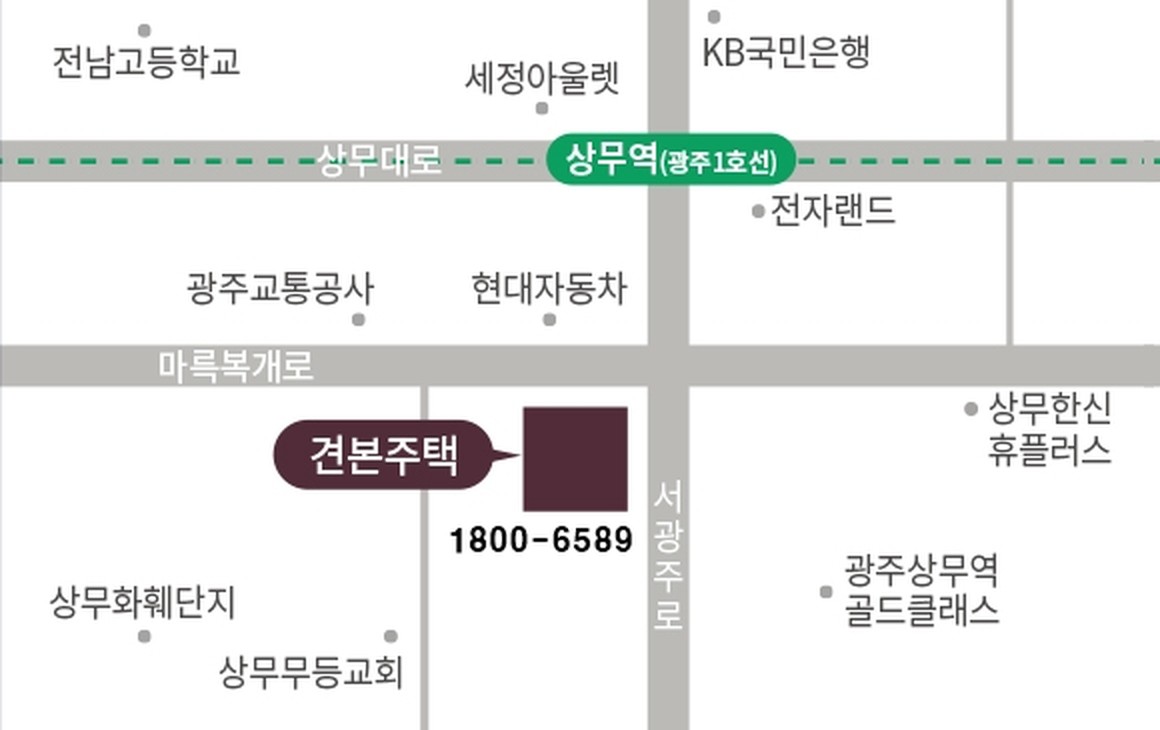 전남고등학교
세정아울렛
KB국민은행
상무대로
상무역(광주1호선)
전자랜드
광주교통공사
현대자동차
마륵복개로
견본주택
1800-6589
상무한신
휴플러스
서광주로
광주상무역
골드클래스
상무화훼단지
상무무등교회